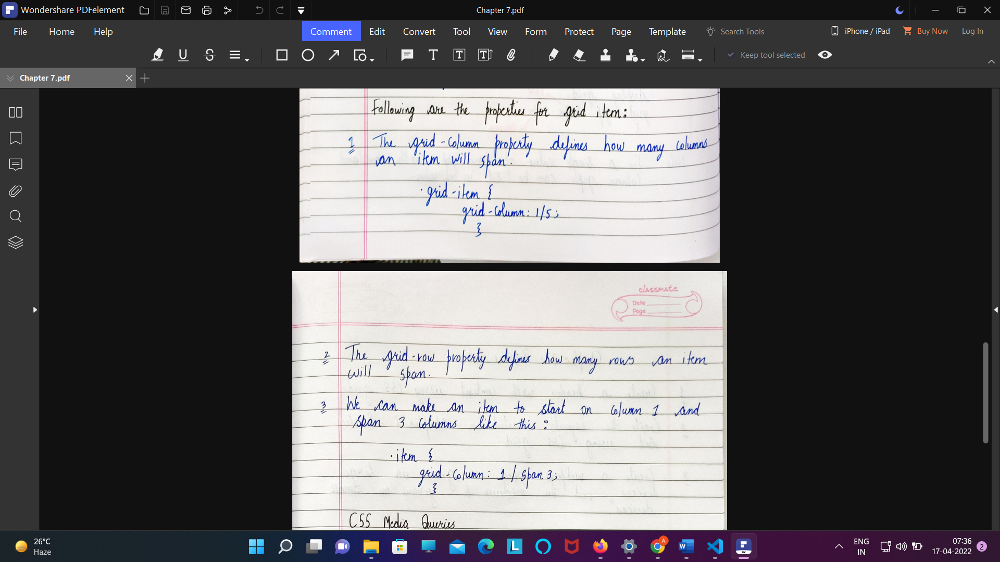 Wondershare PDFelement
Chapter 7.pdf
File Home Help Comment Edit Convert Tool View Form Protect Page Template Search Tools iPhone / iPad Buy Now Log In
Keep tool selected
Chapter 7.pdf
Following are the properties for grid item:
1 The grid-column property defines how many columns
an item will span.
.grid-item {
grid-column: 1/5;
}
classmate
Date
Page
2 The grid-row property defines how many rows an item
will span.
3 We can make an item to start on column 1 and
span 3 columns like this:
.item {
grid-column: 1 / span 3;
}
CSS Media Queries
26°C
Haze
ENG
IN
07:36
17-04-2022
2